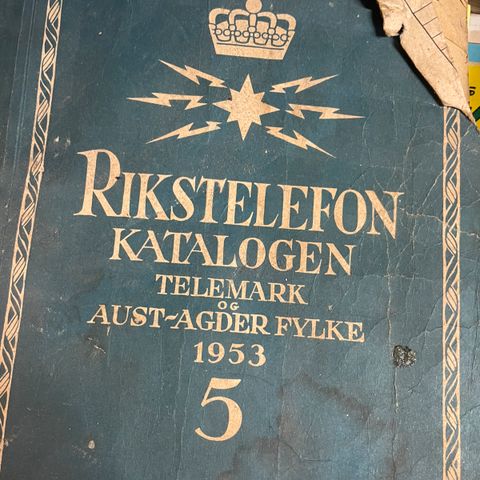 RIKSTELEFON
KATALOGEN
TELEMARK
OG
AUST-AGDER FYLKE
1953
5